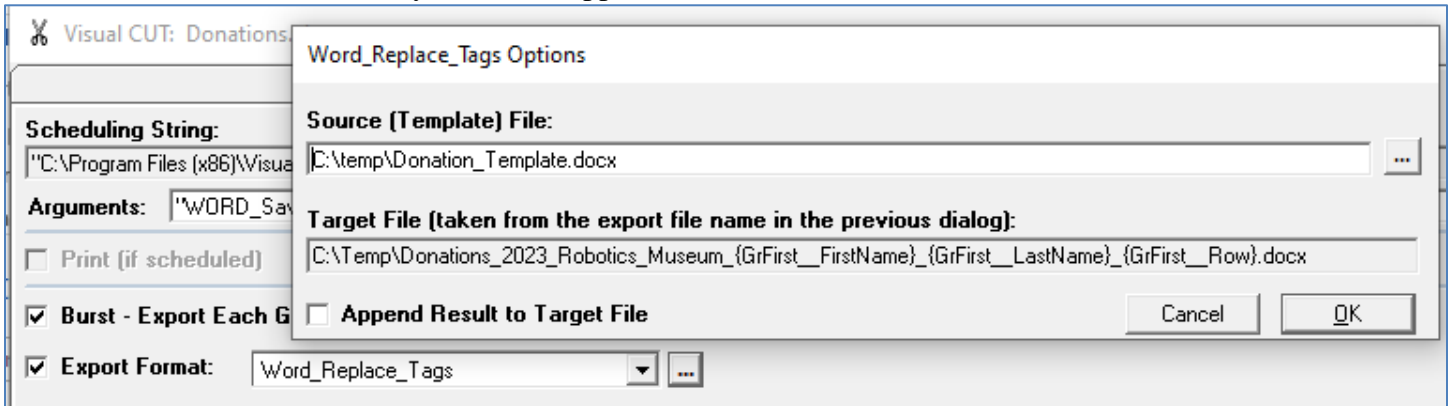 Visual CUT: Donations.
Word_Replace_Tags Options
Source (Template) File:
C:\temp\Donation_Template.docx
...
Target File (taken from the export file name in the previous dialog):
C:\Temp\Donations_2023_Robotics_Museum_{GrFirst__FirstName}_{GrFirst__LastName}_{GrFirst__Row}.docx
Append Result to Target File
Cancel
OK
Scheduling String:
"C:\Program Files (x86)\Visua
Arguments: "WORD_Sav
Print (if scheduled)
Burst - Export Each G
Export Format: Word_Replace_Tags ...